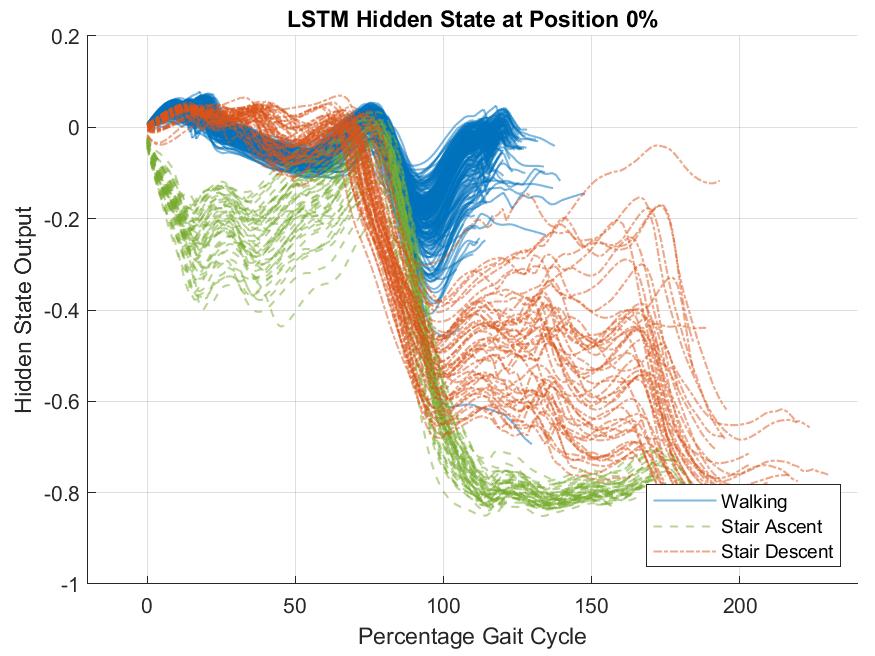 LSTM Hidden State at Position 0%
0.2
0
-0.2
-0.4
-0.6
-0.8
-1
Hidden State Output
0 50 100 150 200
Percentage Gait Cycle
Walking
Stair Ascent
Stair Descent